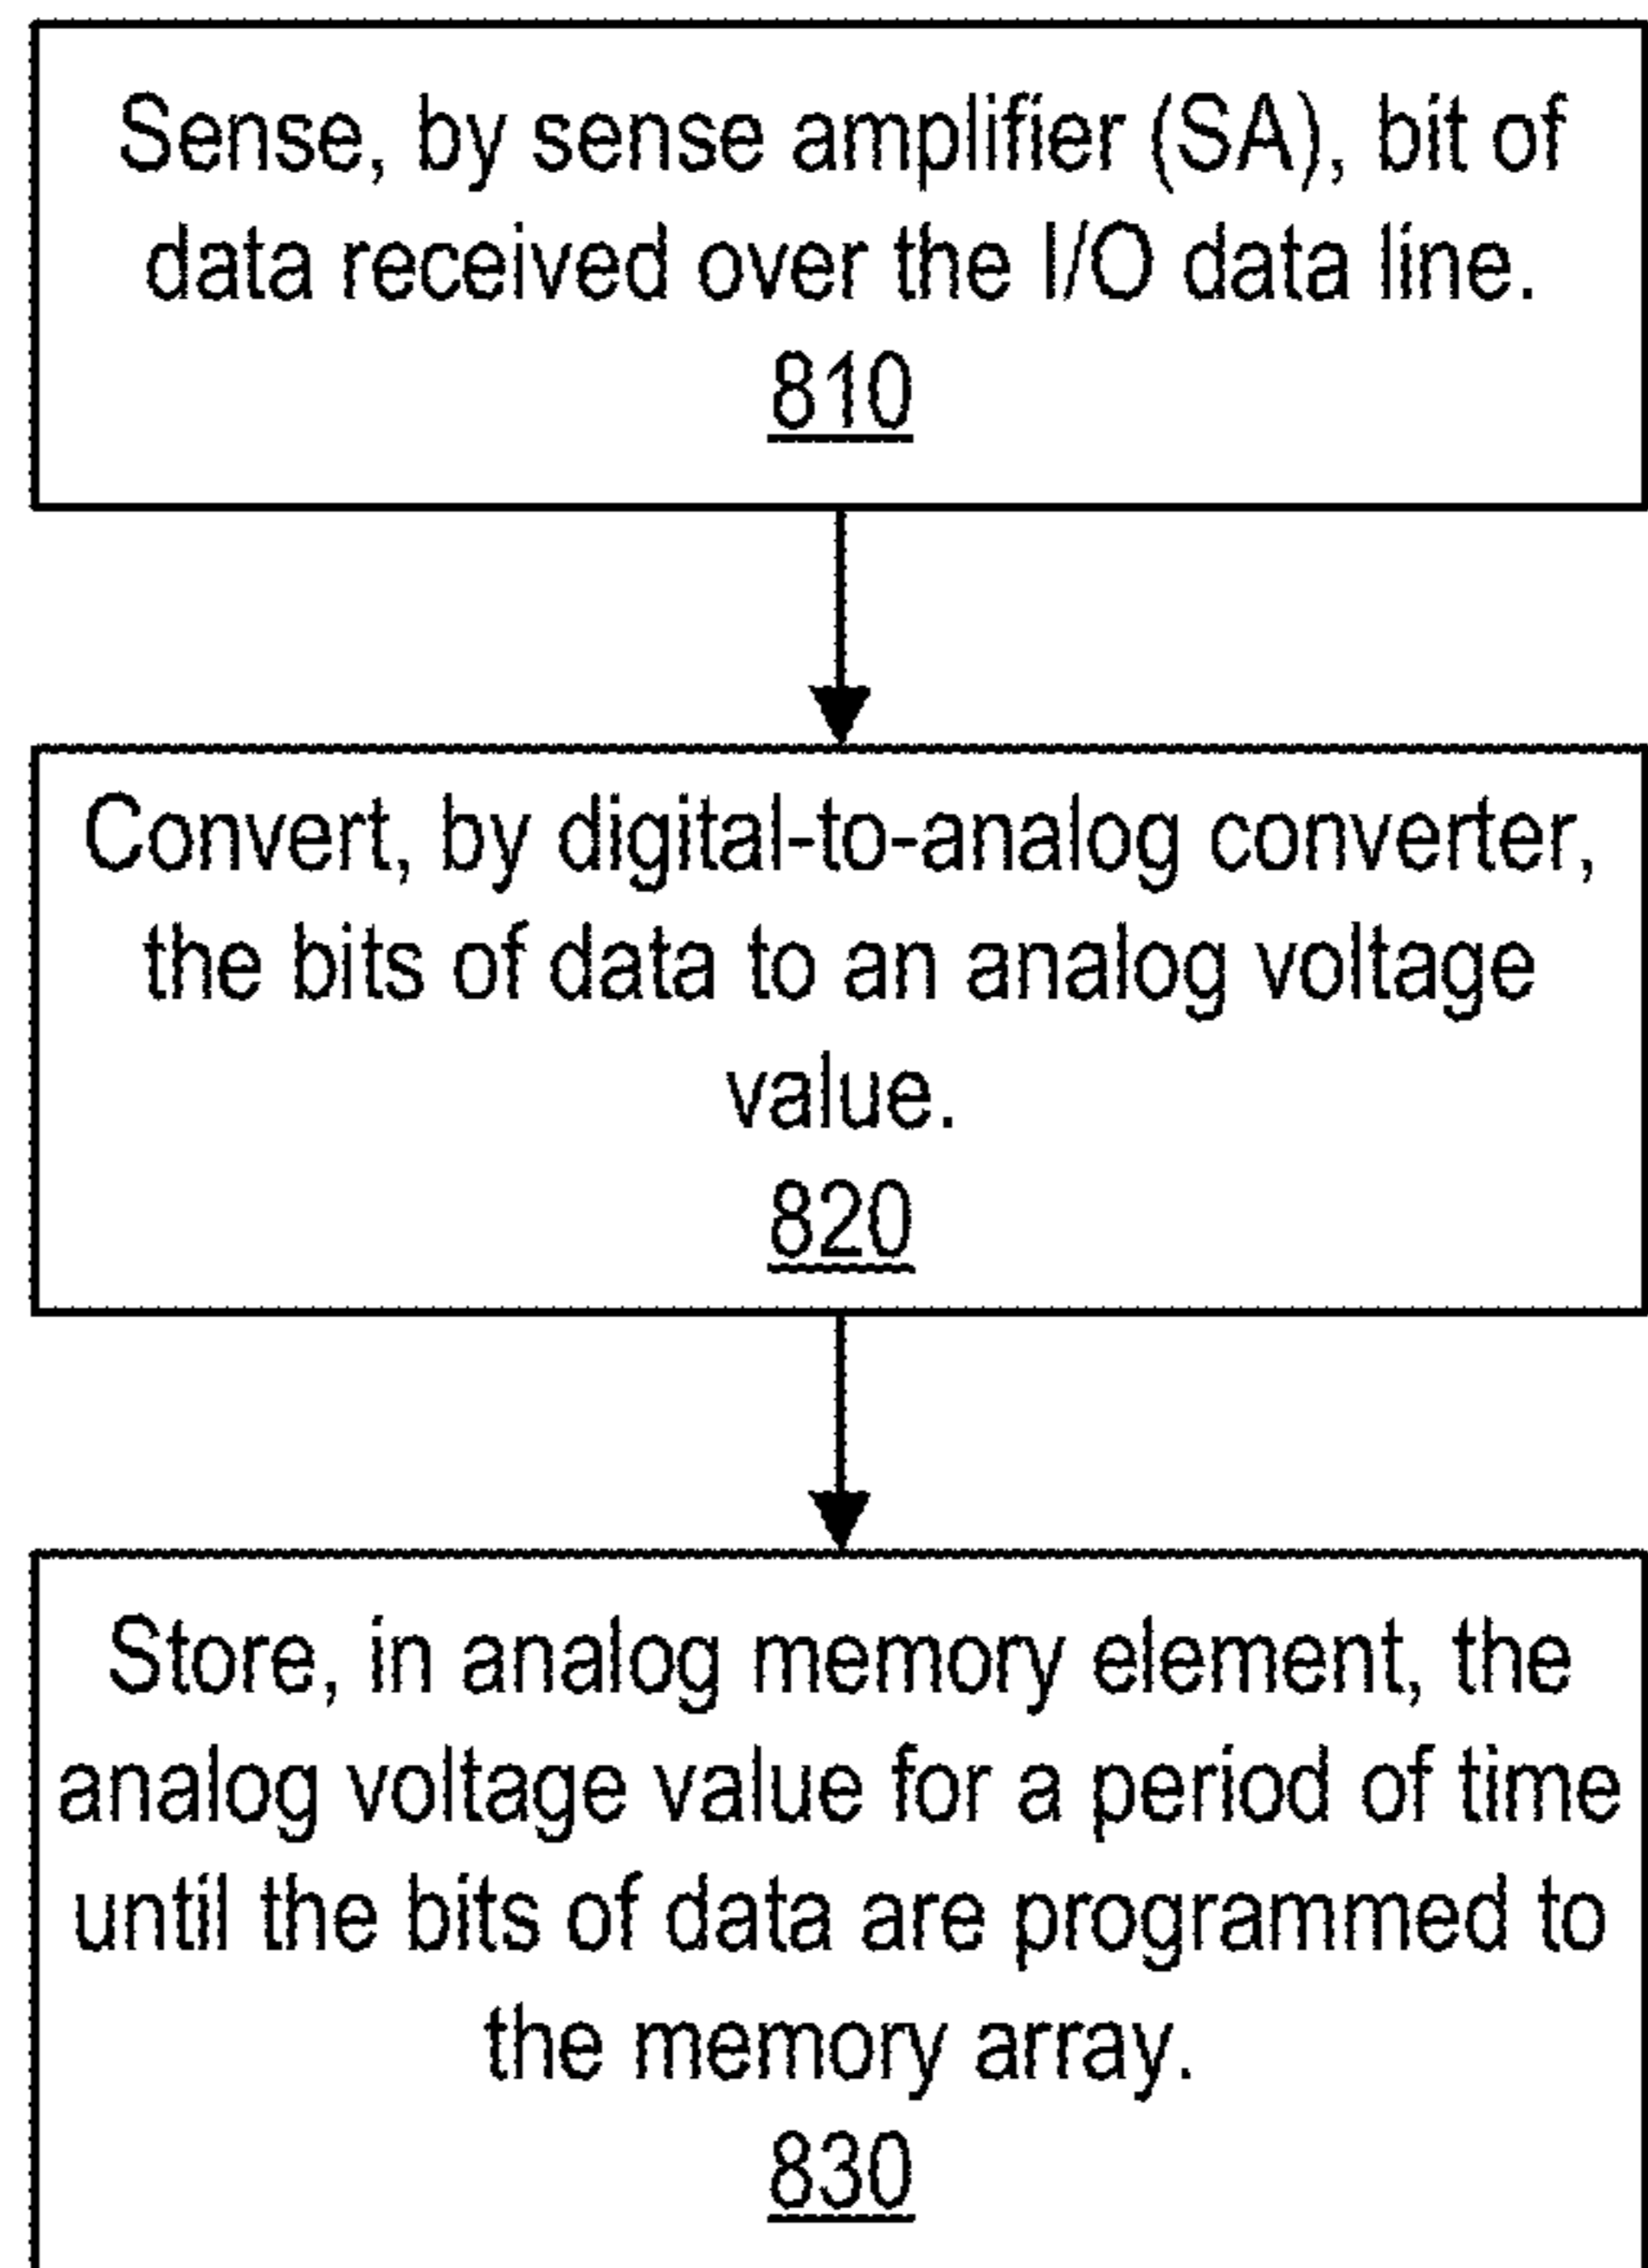 Sense, by sense amplifier (SA), bit of
data received over the I/O data line.
810
Convert, by digital-to-analog converter,
the bits of data to an analog voltage
value.
820
Store, in analog memory element, the
analog voltage value for a period of time
until the bits of data are programmed to
the memory array.
830